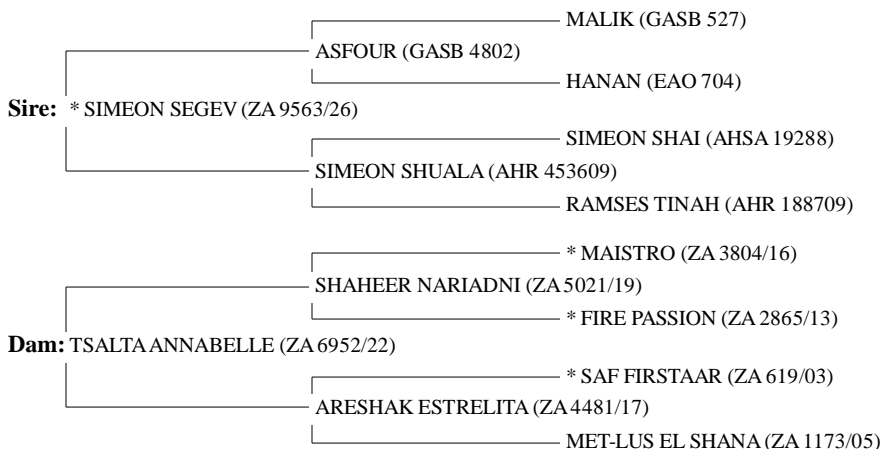 MALIK (GASB 527)
ASFOUR (GASB 4802)
HANAN (EAO 704)
Sire: * SIMEON SEGEV (ZA 9563/26)
SIMEON SHAI (AHSA 19288)
SIMEON SHUALA (AHR 453609)
RAMSES TINAH (AHR 188709)
* MAISTRO (ZA 3804/16)
SHAHEER NARIADNI (ZA 5021/19)
* FIRE PASSION (ZA 2865/13)
Dam: TSALTA ANNABELLE (ZA 6952/22)
* SAF FIRSTAAR (ZA 619/03)
ARESHAK ESTRELITA (ZA 4481/17)
MET-LUS EL SHANA (ZA 1173/05)